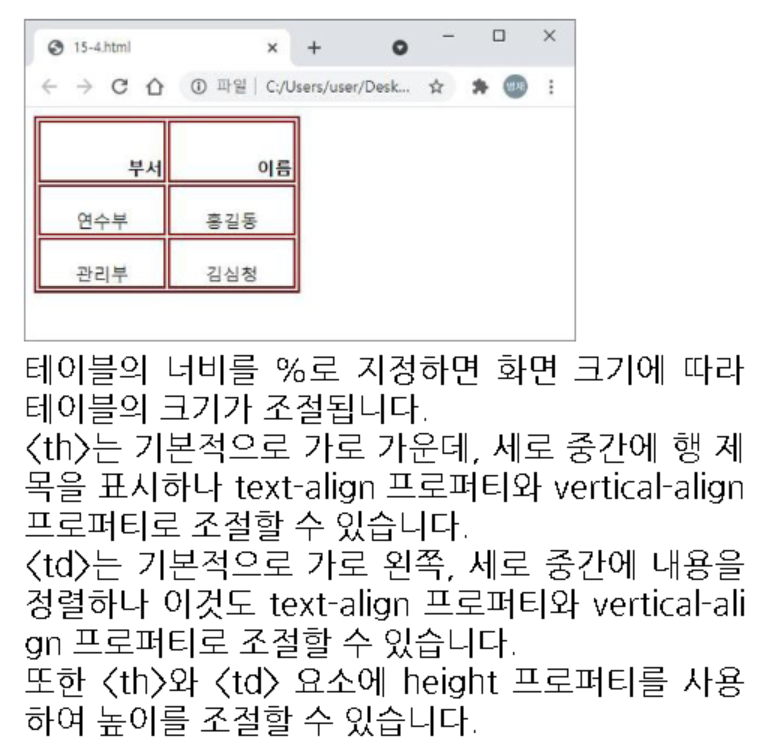 15-4.html
파일 | C:/Users/user/Desk...
부서 이름
연수부 홍길동
관리부 김심청
테이블의 너비를 %로 지정하면 화면 크기에 따라
테이블의 크기가 조절됩니다.
<th>는 기본적으로 가로 가운데, 세로 중간에 행 제
목을 표시하나 text-align 프로퍼티와 vertical-align
프로퍼티로 조절할 수 있습니다.
<td>는 기본적으로 가로 왼쪽, 세로 중간에 내용을
정렬하나 이것도 text-align 프로퍼티와 vertical-ali
gn 프로퍼티로 조절할 수 있습니다.
또한 <th>와 <td> 요소에 height 프로퍼티를 사용
하여 높이를 조절할 수 있습니다.